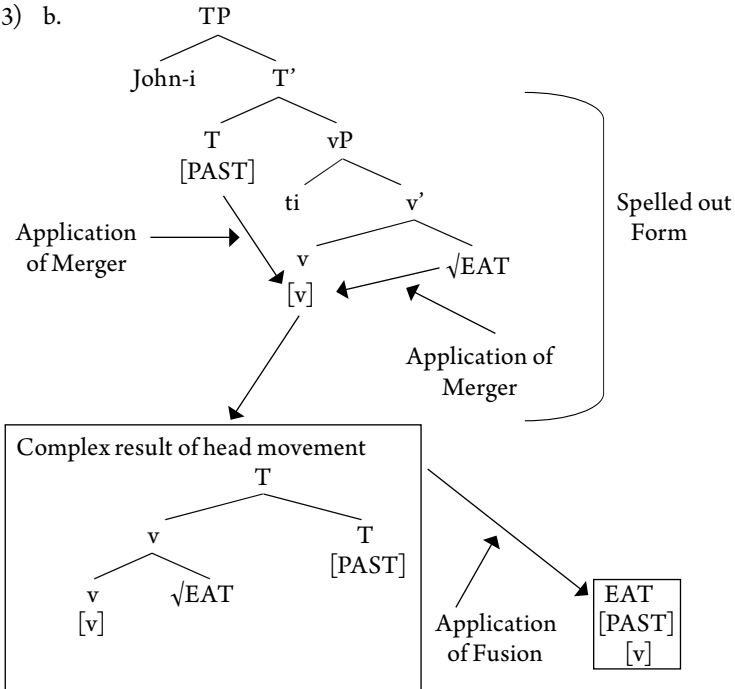 3) b.
TP
John-i T’
T vP
[PAST]
ti v’
Application
of Merger
v √EAT
[v]
Spelled out
Form
Application of
Merger
Complex result of head movement
T
v T
[PAST]
v √EAT
[v]
Application
of Fusion
EAT
[PAST]
[v]